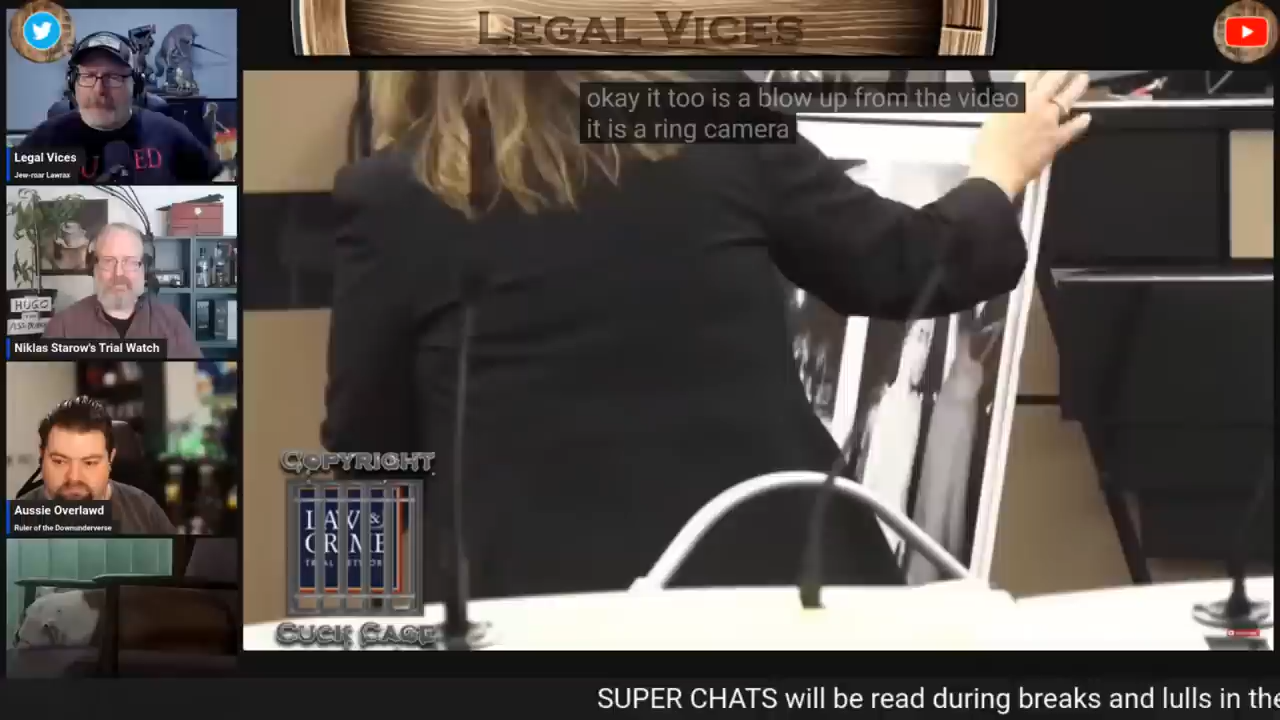 LEGAL VICES
okay it too is a blow up from the video
it is a ring camera
Legal Vices
Jew-roar Lawrax
HUGO
Niklas Starow's Trial Watch
Aussie Overlawd
Ruler of the Downunderverse
COPYRIGHT
LAW &
CRIME
TRIAL NETWORK
CUCK CAGE
SUPER CHATS will be read during breaks and lulls in the